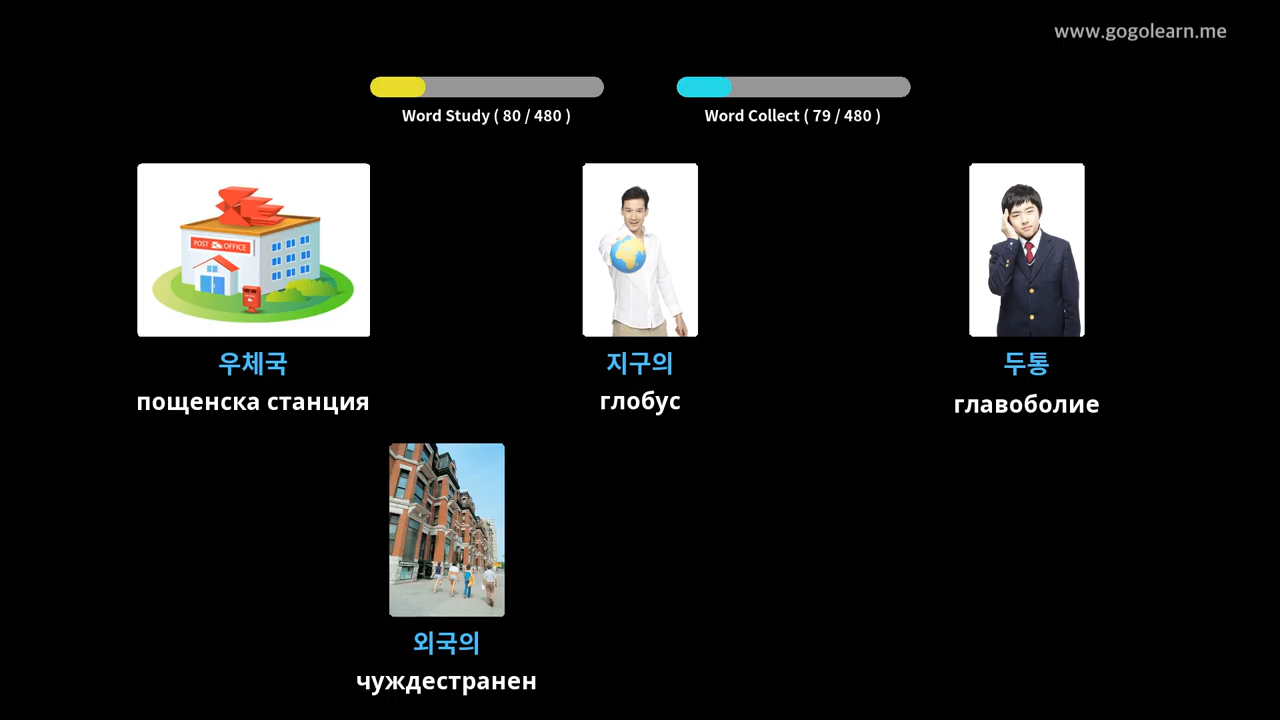 www.gogolearn.me
Word Study ( 80 / 480 )
Word Collect ( 79 / 480 )
POST OFFICE
우체국
пощенска станция
지구의
глобус
두통
главоболие
외국의
чуждестранен